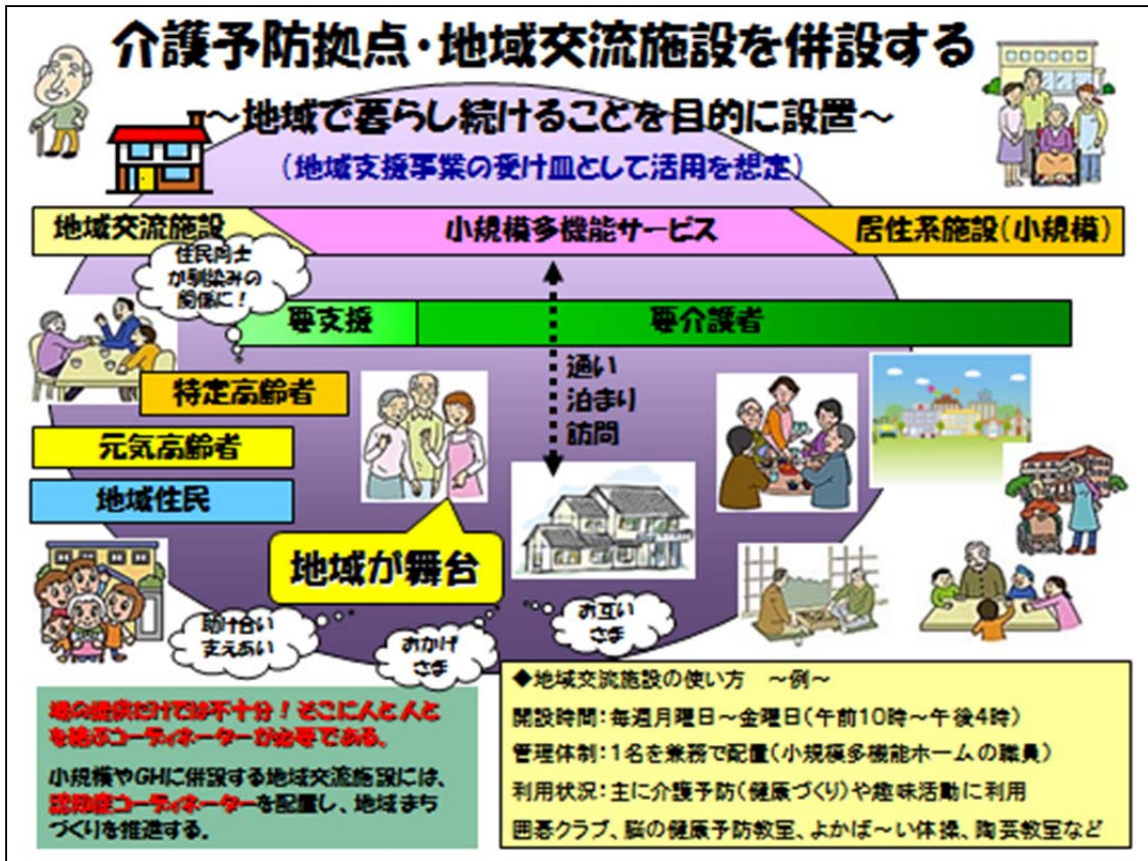 介護予防拠点・地域交流施設を併設する
～地域で暮らし続けることを目的に設置～
（地域支援事業の受け皿として活用を想定）
地域交流施設
小規模多機能サービス
居住系施設（小規模）
住民同士
が馴染みの
関係に！
要支援
要介護者
通い
泊まり
訪問
特定高齢者
元気高齢者
地域住民
地域が舞台
助け合い
まえあい
おかげ
さま
お互い
さま
場の提供だけでは不十分！そこに人と人と
を結ぶコーディネーターが必要である。
小規模やGHに併設する地域交流施設には、
認知症コーディネーターを配置し、地域まち
づくりを推進する。
◆地域交流施設の使い方　～例～
開設時間：毎週月曜日～金曜日（午前10時～午後4時）
管理体制：1名を兼務で配置（小規模多機能ホームの職員）
利用状況：主に介護予防（健康づくり）や趣味活動に利用
囲碁クラブ、脳の健康予防教室、よかば～い体操、陶芸教室など